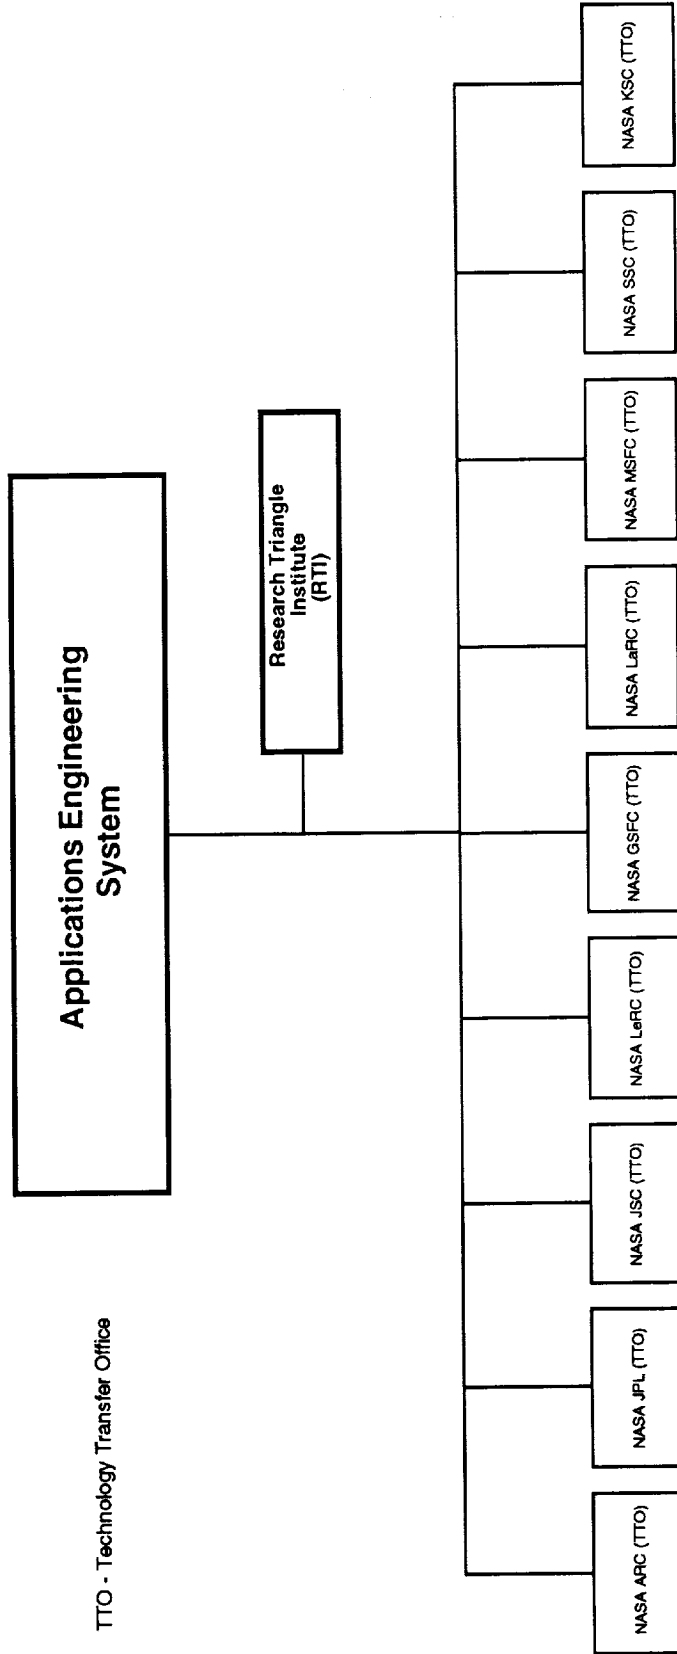 Applications Engineering
System
Research Triangle
Institute
(RTI)
TTO - Technology Transfer Office
NASA ARC (TTO)
NASA JPL (TTO)
NASA JSC (TTO)
NASA LeRC (TTO)
NASA GSFC (TTO)
NASA LaRC (TTO)
NASA MSFC (TTO)
NASA SSC (TTO)
NASA KSC (TTO)